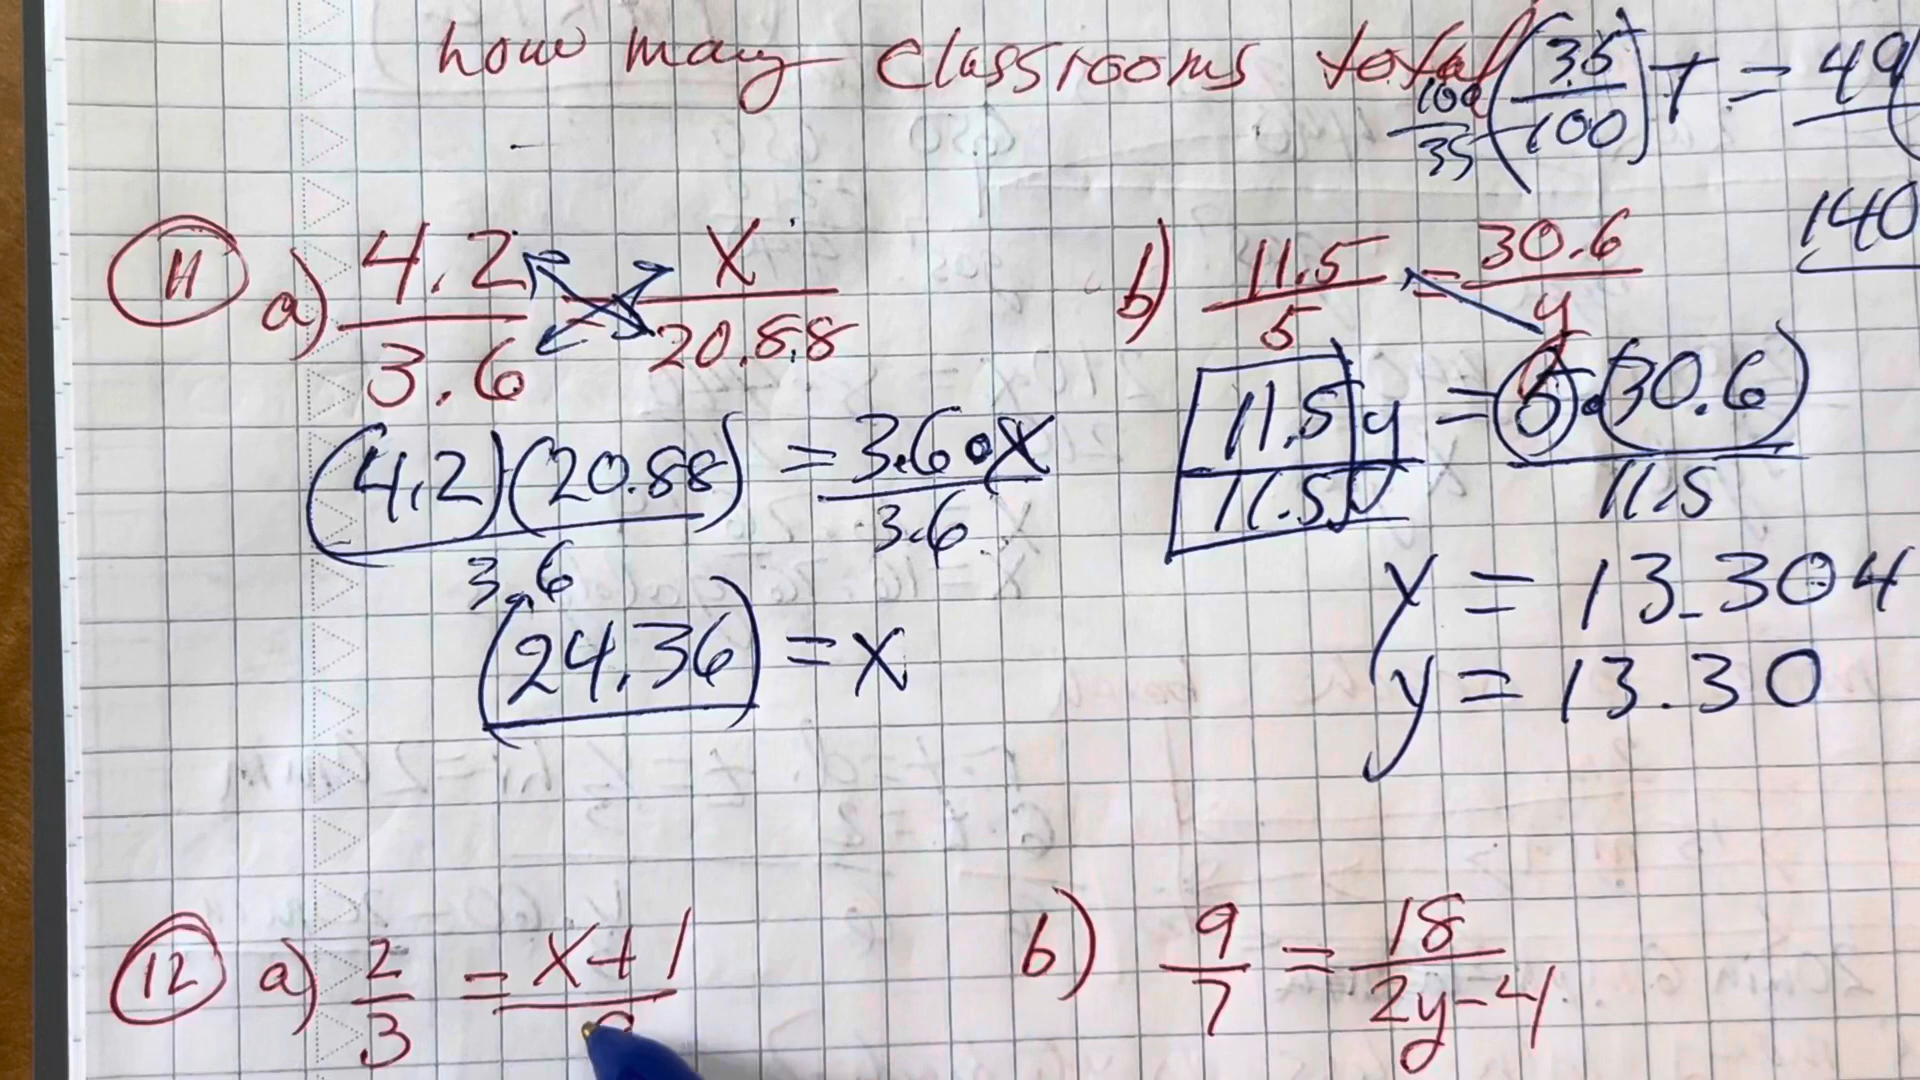 how many classrooms total
100/35 (35/100) T = 49
140
11 a) 4.2/3.6 = x/20.88
(4.2)(20.88)/3.6 = 3.6•x/3.6
(24.36) = x
b) 11.5/5 = 30.6/y
11.5y/11.5 = 5•(30.6)/11.5
y = 13.304
y = 13.30
12 a) 2/3 = x+1/
b) 9/7 = 18/2y-4